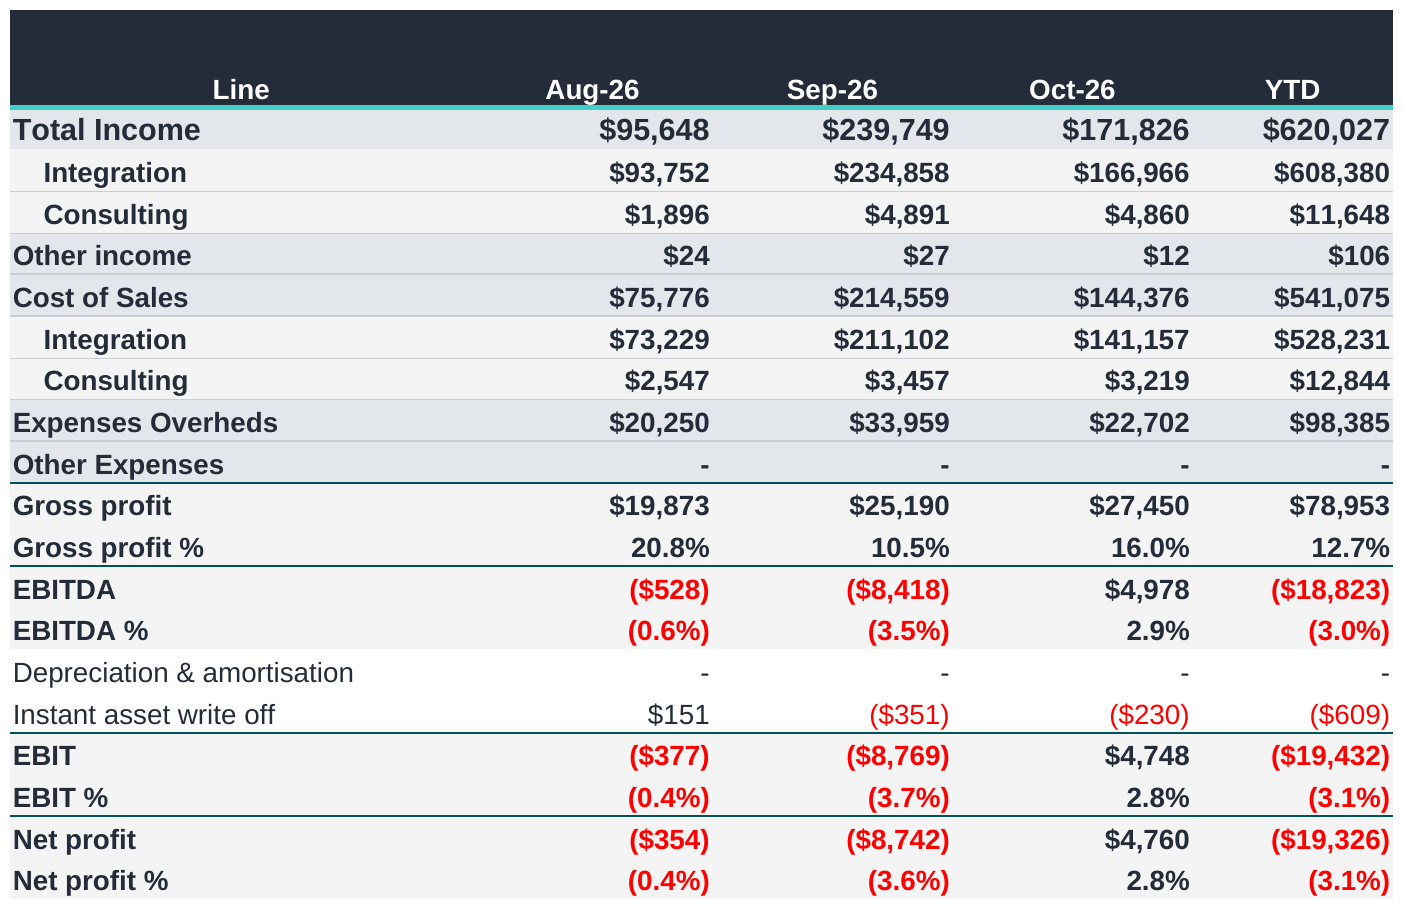 Line Aug-26 Sep-26 Oct-26 YTD
Total Income $95,648 $239,749 $171,826 $620,027
Integration $93,752 $234,858 $166,966 $608,380
Consulting $1,896 $4,891 $4,860 $11,648
Other income $24 $27 $12 $106
Cost of Sales $75,776 $214,559 $144,376 $541,075
Integration $73,229 $211,102 $141,157 $528,231
Consulting $2,547 $3,457 $3,219 $12,844
Expenses Overheds $20,250 $33,959 $22,702 $98,385
Other Expenses - - - -
Gross profit $19,873 $25,190 $27,450 $78,953
Gross profit % 20.8% 10.5% 16.0% 12.7%
EBITDA ($528) ($8,418) $4,978 ($18,823)
EBITDA % (0.6%) (3.5%) 2.9% (3.0%)
Depreciation & amortisation - - - -
Instant asset write off $151 ($351) ($230) ($609)
EBIT ($377) ($8,769) $4,748 ($19,432)
EBIT % (0.4%) (3.7%) 2.8% (3.1%)
Net profit ($354) ($8,742) $4,760 ($19,326)
Net profit % (0.4%) (3.6%) 2.8% (3.1%)